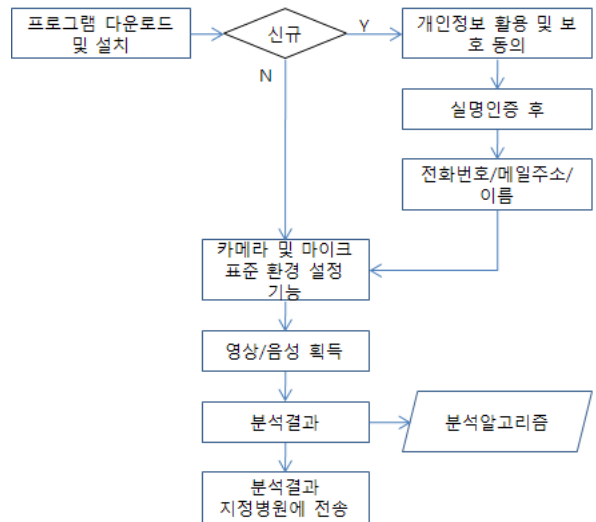 프로그램 다운로드
및 설치
신규
Y
개인정보 활용 및 보
호 동의
N
실명인증 후
전화번호/메일주소/
이름
카메라 및 마이크
표준 환경 설정
기능
영상/음성 획득
분석결과
분석알고리즘
분석결과
지정병원에 전송